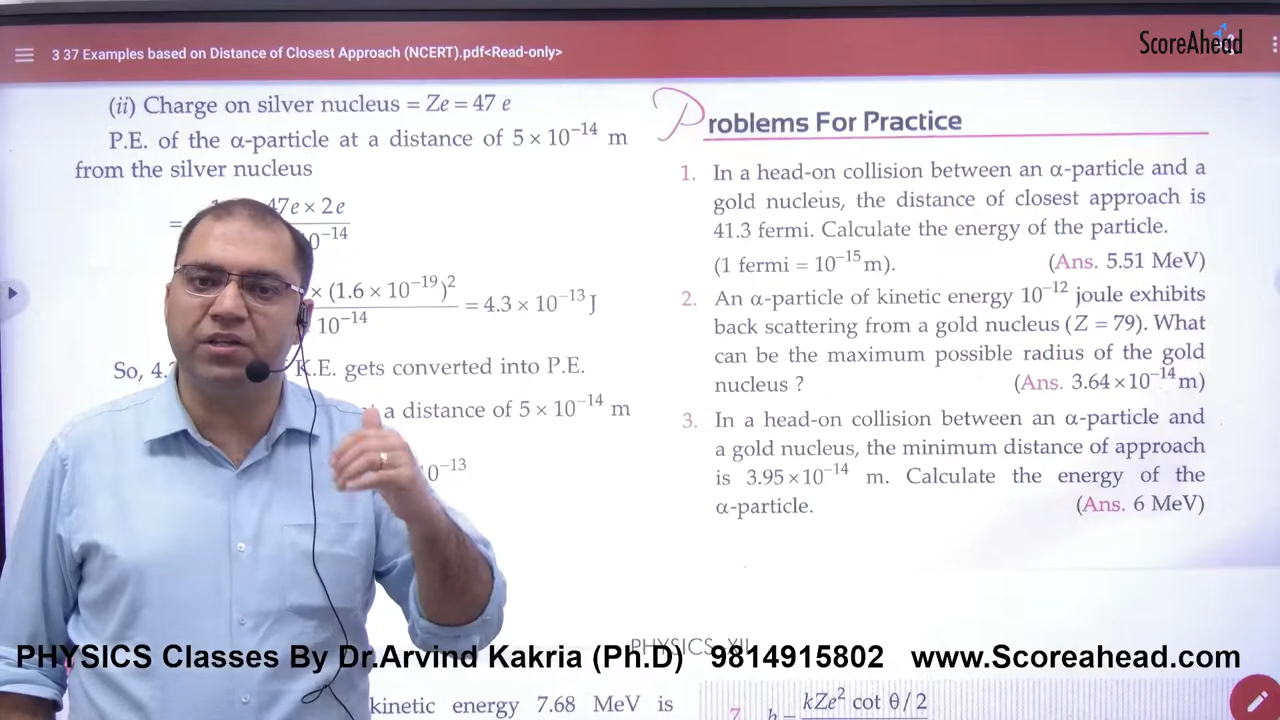 3 37 Examples based on Distance of Closest Approach (NCERT).pdf<Read-only>
ScoreAhead
(ii) Charge on silver nucleus = Ze = 47 e
P.E. of the α-particle at a distance of 5 × 10⁻¹⁴ m
from the silver nucleus
= 47e × 2e
0⁻¹⁴
× (1.6 × 10⁻¹⁹)²
10⁻¹⁴
= 4.3 × 10⁻¹³ J
So, 4. K.E. gets converted into P.E.
a distance of 5 × 10⁻¹⁴ m
0⁻¹³
Problems For Practice
1. In a head-on collision between an α-particle and a
gold nucleus, the distance of closest approach is
41.3 fermi. Calculate the energy of the particle.
(1 fermi = 10⁻¹⁵ m). (Ans. 5.51 MeV)
2. An α-particle of kinetic energy 10⁻¹² joule exhibits
back scattering from a gold nucleus (Z = 79). What
can be the maximum possible radius of the gold
nucleus ? (Ans. 3.64 × 10⁻¹⁴ m)
3. In a head-on collision between an α-particle and
a gold nucleus, the minimum distance of approach
is 3.95 × 10⁻¹⁴ m. Calculate the energy of the
α-particle. (Ans. 6 MeV)
PHYSICS-XII
PHYSICS Classes By Dr.Arvind Kakria (Ph.D) 9814915802 www.Scoreahead.com
kinetic energy 7.68 MeV is
7. b = kZe² cot θ/2